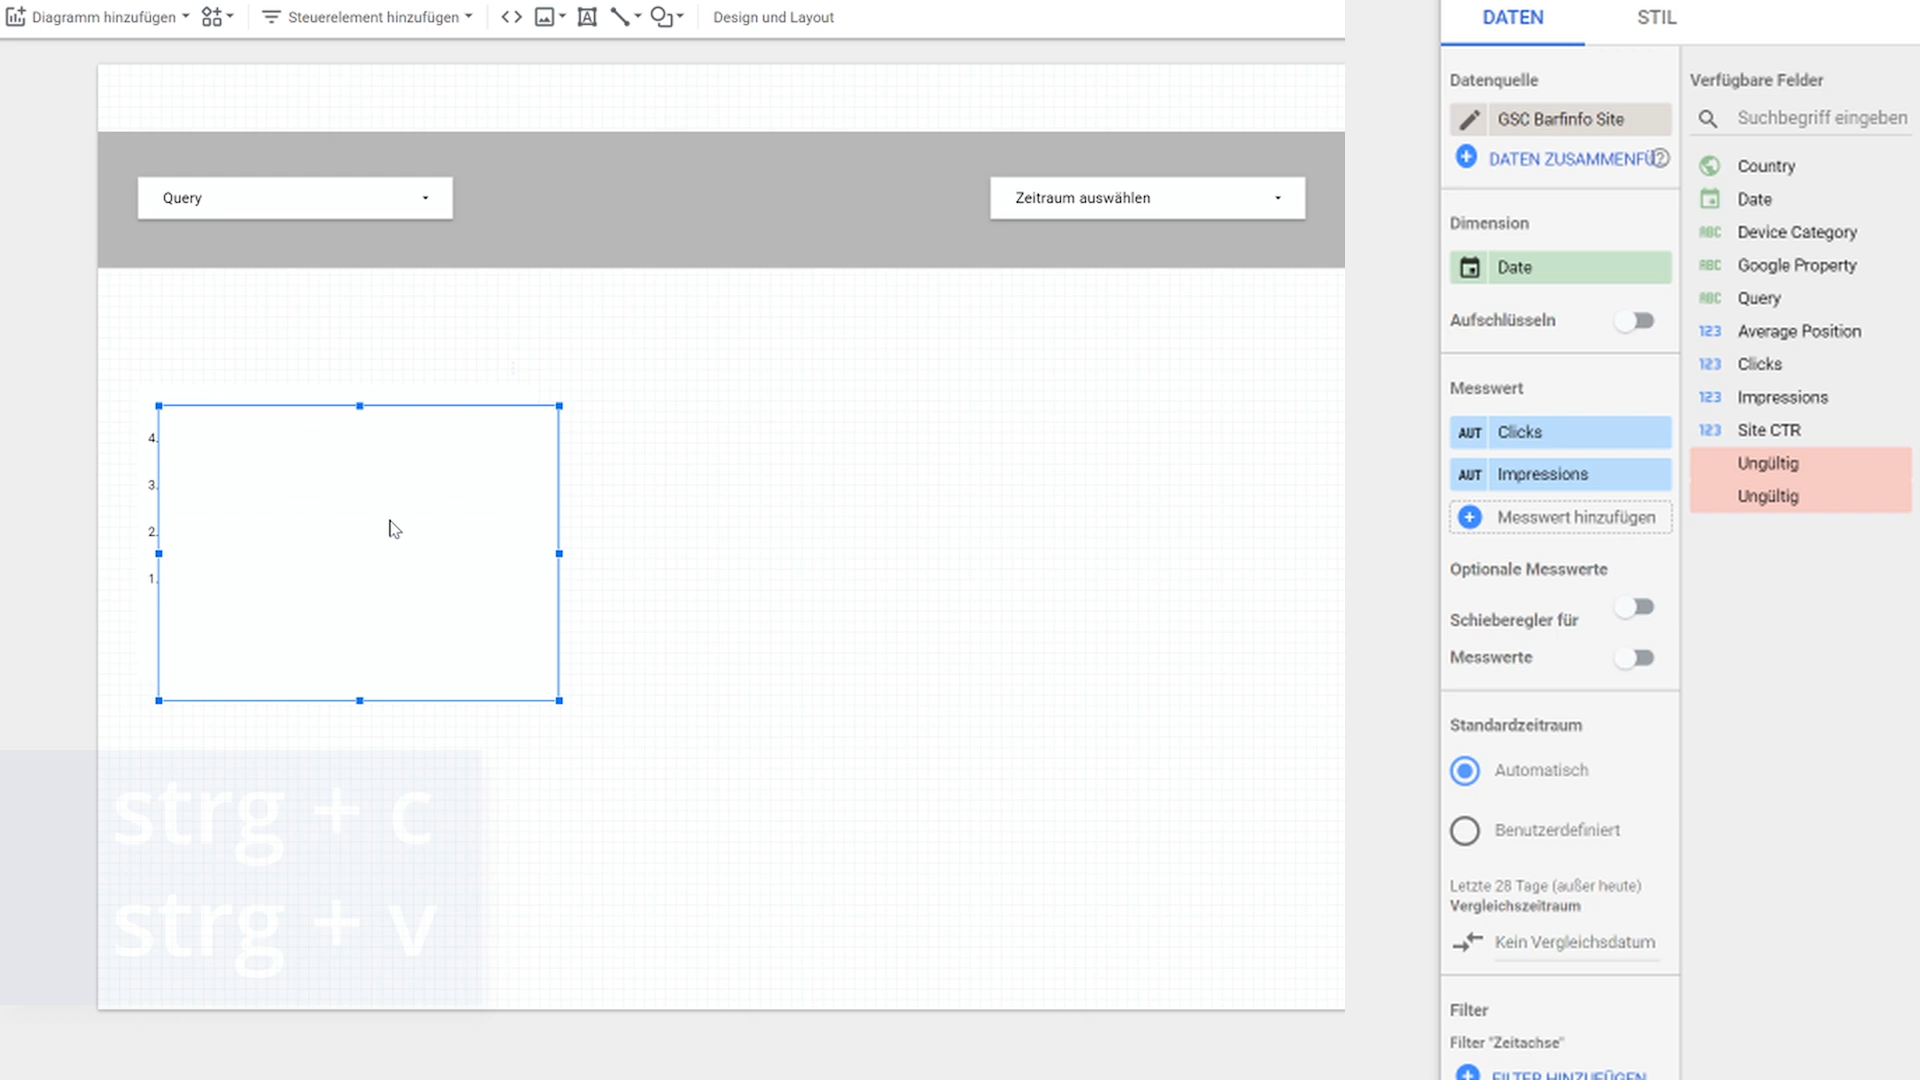 Diagramm hinzufügen
Steuerelement hinzufügen
Design und Layout
Query
Zeitraum auswählen
4.
3.
2.
1.
strg + c
strg + v
DATEN
STIL
Datenquelle
GSC Barfinfo Site
DATEN ZUSAMMENFÜ
Dimension
Date
Aufschlüsseln
Messwert
AUT Clicks
AUT Impressions
Messwert hinzufügen
Optionale Messwerte
Schieberegler für
Messwerte
Standardzeitraum
Automatisch
Benutzerdefiniert
Letzte 28 Tage (außer heute)
Vergleichszeitraum
Kein Vergleichsdatum
Filter
Filter "Zeitachse"
FILTER HINZUFÜGEN
Verfügbare Felder
Suchbegriff eingeben
Country
Date
ABC Device Category
ABC Google Property
ABC Query
123 Average Position
123 Clicks
123 Impressions
123 Site CTR
Ungültig
Ungültig